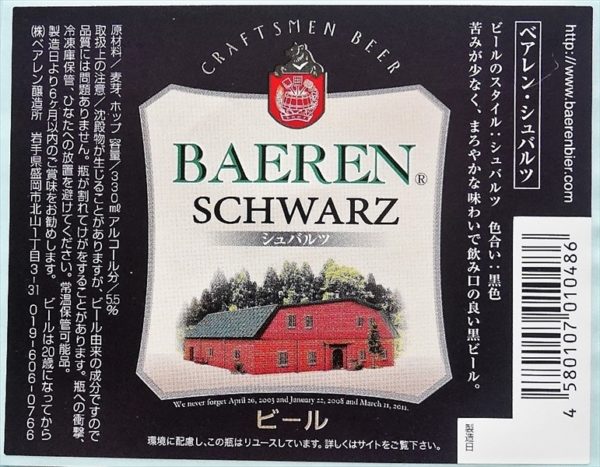 CRAFTSMEN BEER
BAEREN®
SCHWARZ
シュバルツ
We never forget April 26, 2003 and January 22, 2008 and March 11, 2011.
ビール
環境に配慮し、この瓶はリユースしています。詳しくはサイトをご覧下さい。
原材料/麦芽、ホップ 容量/330㎖ アルコール分/5.5%
取扱上の注意/沈殿物が生じることがありますが、ビール由来の成分ですので
品質には問題ありません。瓶が割れてけがをすることがあります。瓶への衝撃、
冷凍庫保管、ひなたへの放置を避けてください。常温保管可能品。
製造日より6ヶ月以内のご賞味をお勧めします。 ビールは20歳になってから
㈱ベアレン醸造所 岩手県盛岡市北山1丁目3-31 019-606-0766
http://www.baerenbier.com
ベアレン・シュバルツ
ビールのスタイル:シュバルツ 色合い:黒色
苦みが少なく、まろやかな味わいで飲み口の良い黒ビール。
4 580107 010486
製造日